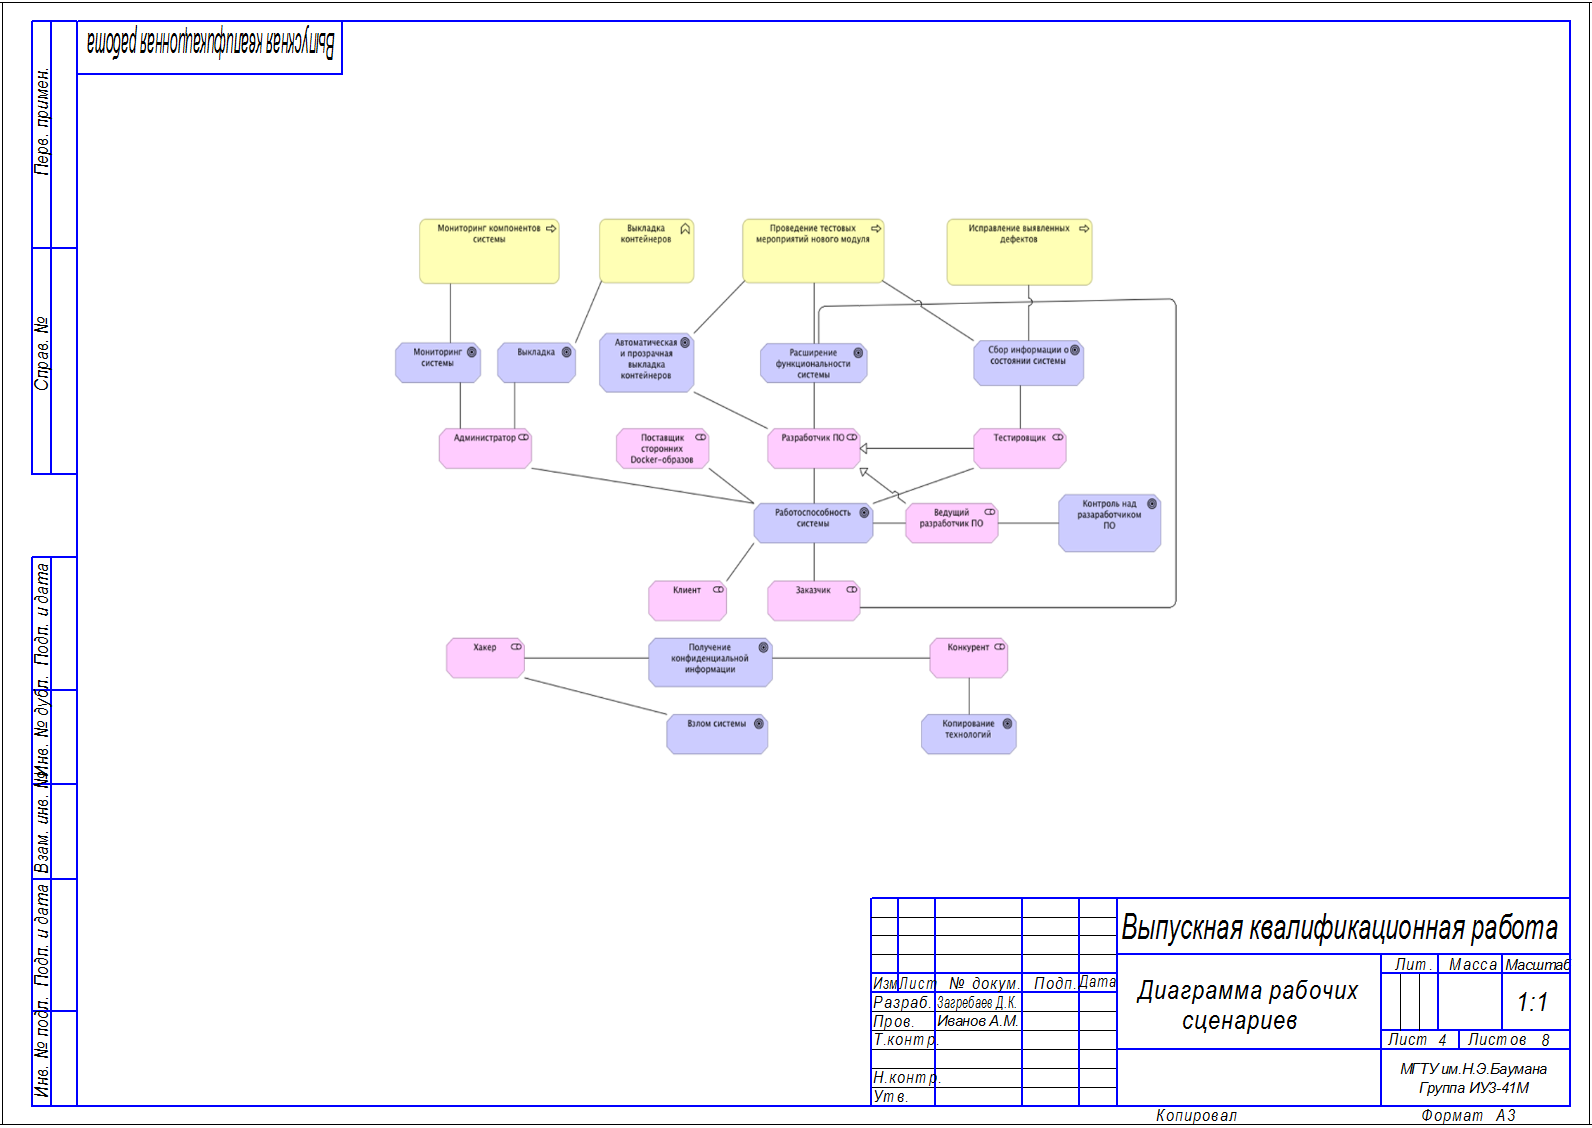 Выпускная квалификационная работа
Перв. примен.
Справ. №
Подп. и дата
Инв. № дубл.
Взам. инв. №
Подп. и дата
Инв. № подл.
Мониторинг компонентов
системы
Выкладка
контейнеров
Проведение тестовых
мероприятий нового модуля
Исправление выявленных
дефектов
Мониторинг
системы
Выкладка
Автоматическая
и прозрачная
выкладка
контейнеров
Расширение
функциональности
системы
Сбор информации о
состоянии системы
Администратор
Поставщик
сторонних
Docker-образов
Разработчик ПО
Тестировщик
Работоспособность
системы
Ведущий
разработчик ПО
Контроль над
разаработчиком
ПО
Клиент
Заказчик
Хакер
Получение
конфиденциальной
информации
Конкурент
Взлом системы
Копирование
технологий
Выпускная квалификационная работа
Изм Лист № докум. Подп. Дата
Разраб. Загребаев Д.К.
Пров. Иванов А.М.
Т.контр.
Н.контр.
Утв.
Диаграмма рабочих
сценариев
Лит. Масса Масштаб
1:1
Лист 4 Листов 8
МГТУ им.Н.Э.Баумана
Группа ИУ3-41М
Копировал Формат А3